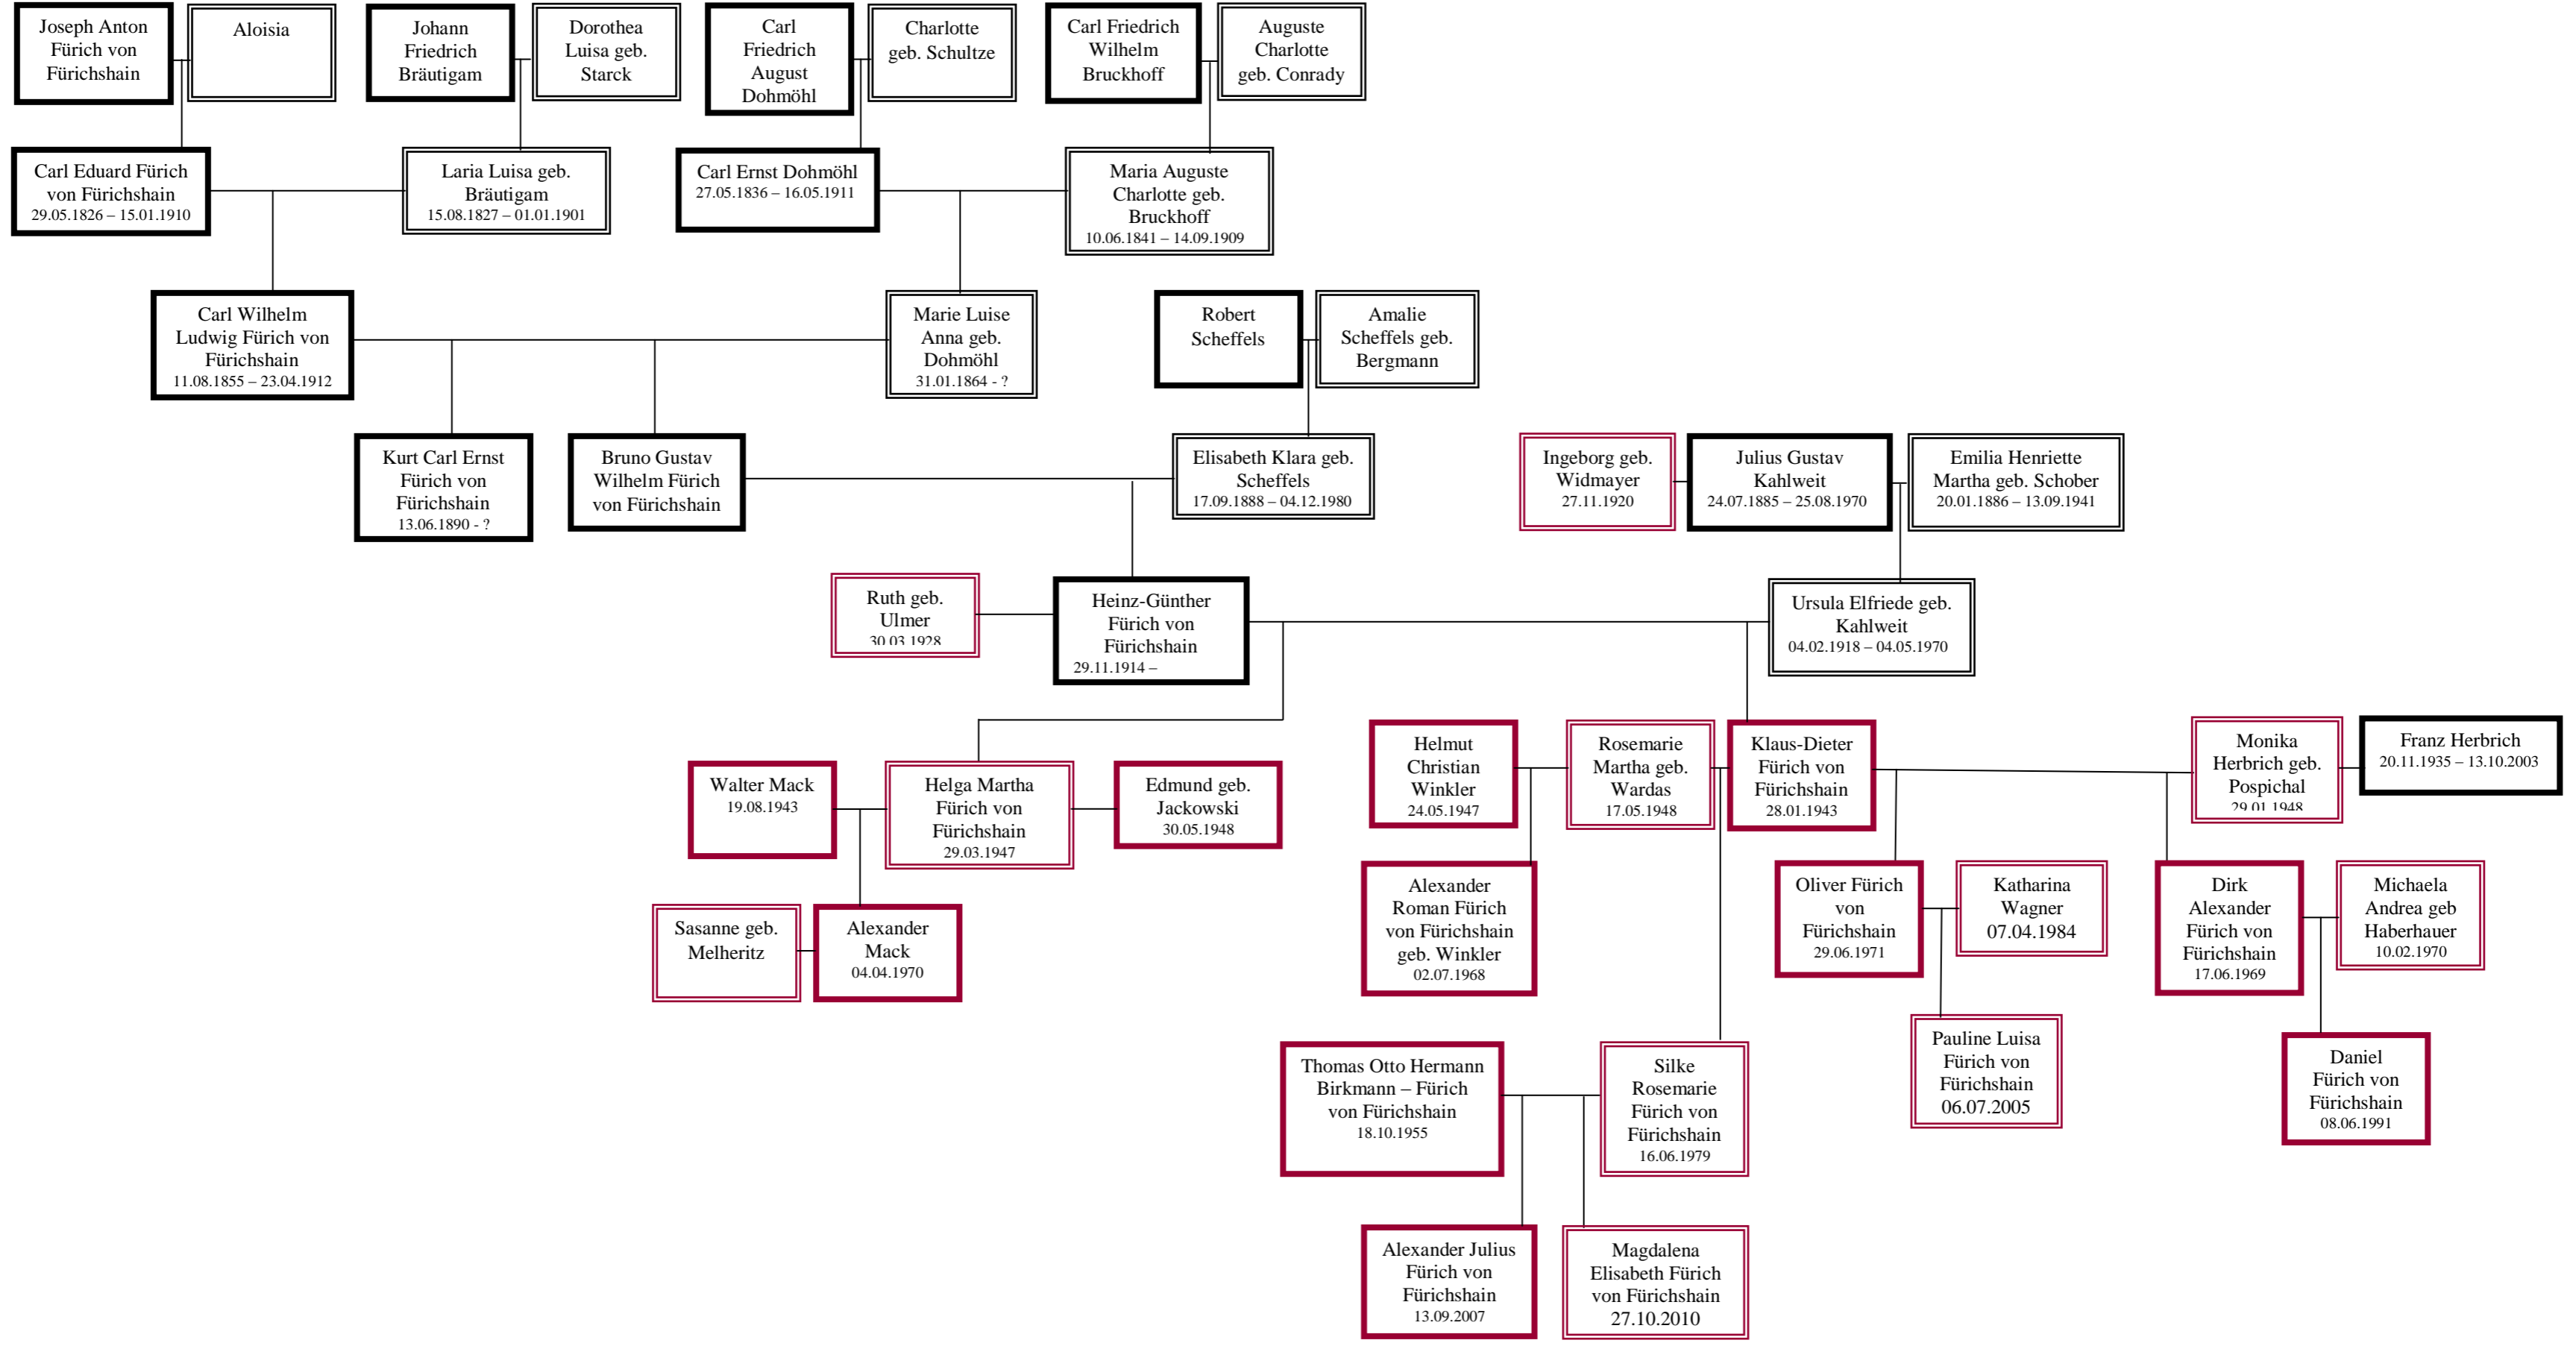 Joseph Anton
Fürich von
Fürichshain
Aloisia
Johann
Friedrich
Bräutigam
Dorothea
Luisa geb.
Starck
Carl
Friedrich
August
Dohmöhl
Charlotte
geb. Schultze
Carl Friedrich
Wilhelm
Bruckhoff
Auguste
Charlotte
geb. Conrady
Carl Eduard Fürich
von Fürichshain
29.05.1826 – 15.01.1910
Laria Luisa geb.
Bräutigam
15.08.1827 – 01.01.1901
Carl Ernst Dohmöhl
27.05.1836 – 16.05.1911
Maria Auguste
Charlotte geb.
Bruckhoff
10.06.1841 – 14.09.1909
Carl Wilhelm
Ludwig Fürich von
Fürichshain
11.08.1855 – 23.04.1912
Marie Luise
Anna geb.
Dohmöhl
31.01.1864 - ?
Robert
Scheffels
Amalie
Scheffels geb.
Bergmann
Kurt Carl Ernst
Fürich von
Fürichshain
13.06.1890 - ?
Bruno Gustav
Wilhelm Fürich
von Fürichshain
Elisabeth Klara geb.
Scheffels
17.09.1888 – 04.12.1980
Ingeborg geb.
Widmayer
27.11.1920
Julius Gustav
Kahlweit
24.07.1885 – 25.08.1970
Emilia Henriette
Martha geb. Schober
20.01.1886 – 13.09.1941
Ruth geb.
Ulmer
30.03.1928
Heinz-Günther
Fürich von
Fürichshain
29.11.1914 –
Ursula Elfriede geb.
Kahlweit
04.02.1918 – 04.05.1970
Walter Mack
19.08.1943
Helga Martha
Fürich von
Fürichshain
29.03.1947
Edmund geb.
Jackowski
30.05.1948
Helmut
Christian
Winkler
24.05.1947
Rosemarie
Martha geb.
Wardas
17.05.1948
Klaus-Dieter
Fürich von
Fürichshain
28.01.1943
Monika
Herbrich geb.
Pospichal
29.01.1948
Franz Herbrich
20.11.1935 – 13.10.2003
Sasanne geb.
Melheritz
Alexander
Mack
04.04.1970
Alexander
Roman Fürich
von Fürichshain
geb. Winkler
02.07.1968
Oliver Fürich
von
Fürichshain
29.06.1971
Katharina
Wagner
07.04.1984
Dirk
Alexander
Fürich von
Fürichshain
17.06.1969
Michaela
Andrea geb
Haberhauer
10.02.1970
Thomas Otto Hermann
Birkmann – Fürich
von Fürichshain
18.10.1955
Silke
Rosemarie
Fürich von
Fürichshain
16.06.1979
Pauline Luisa
Fürich von
Fürichshain
06.07.2005
Daniel
Fürich von
Fürichshain
08.06.1991
Alexander Julius
Fürich von
Fürichshain
13.09.2007
Magdalena
Elisabeth Fürich
von Fürichshain
27.10.2010